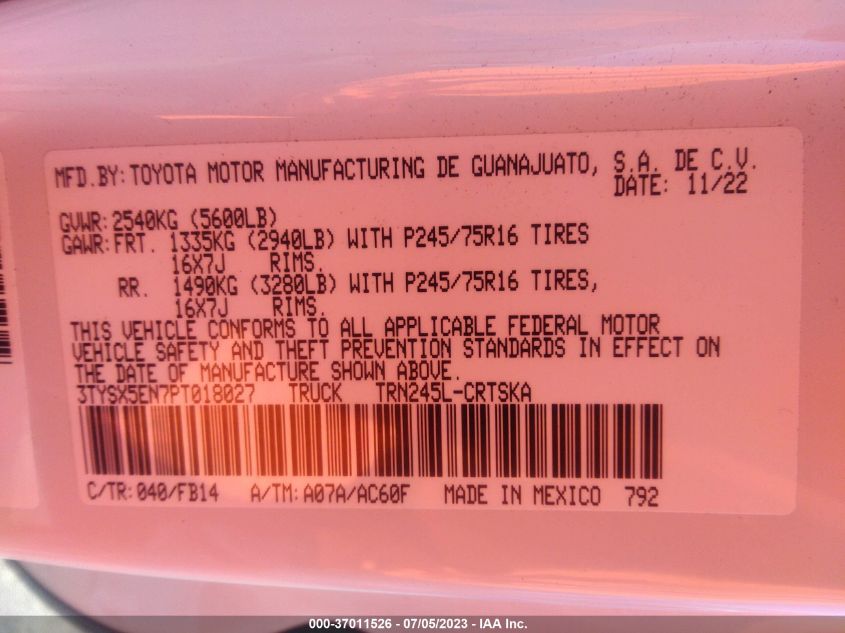 MFD.BY: TOYOTA MOTOR MANUFACTURING DE GUANAJUATO, S.A. DE C.V.
DATE: 11/22
GVWR: 2540KG (5600LB)
GAWR: FRT. 1335KG (2940LB) WITH P245/75R16 TIRES
16X7J RIMS.
RR. 1490KG (3280LB) WITH P245/75R16 TIRES,
16X7J RIMS.
THIS VEHICLE CONFORMS TO ALL APPLICABLE FEDERAL MOTOR
VEHICLE SAFETY AND THEFT PREVENTION STANDARDS IN EFFECT ON
THE DATE OF MANUFACTURE SHOWN ABOVE.
3TYSX5EN7PT018027 TRUCK TRN245L-CRTSKA
C/TR: 040/FB14 A/TM: A07A/AC60F MADE IN MEXICO 792
000-37011526 - 07/05/2023 - IAA Inc.